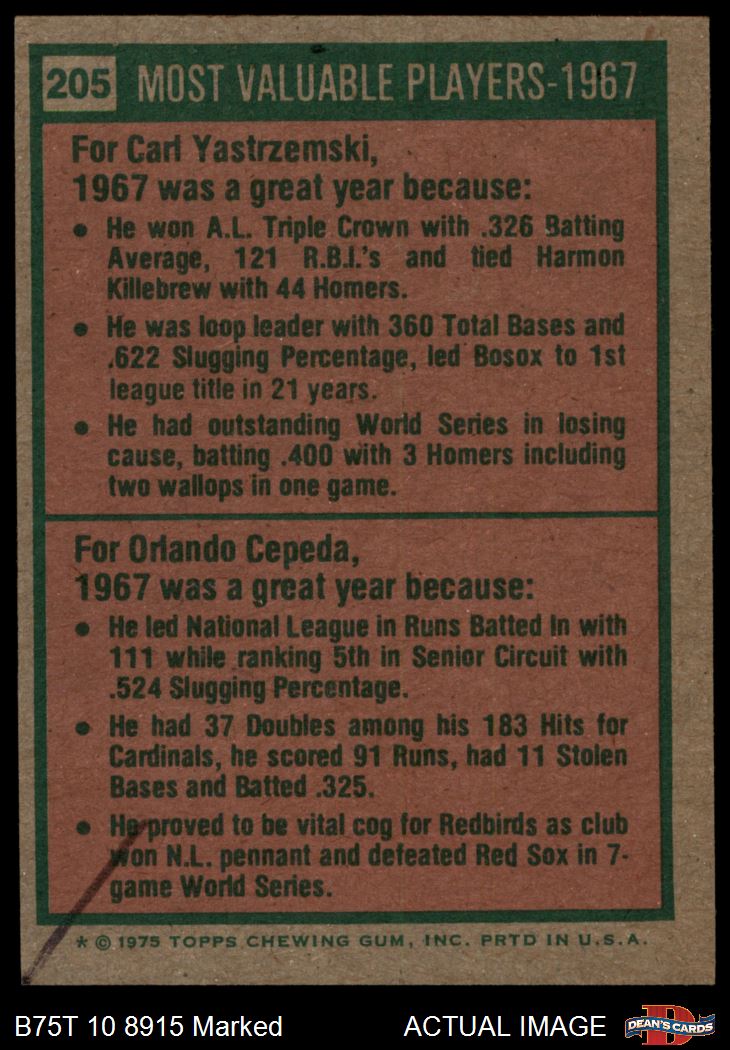 205 MOST VALUABLE PLAYERS-1967
For Carl Yastrzemski,
1967 was a great year because:
• He won A.L. Triple Crown with .326 Batting
Average, 121 R.B.I.'s and tied Harmon
Killebrew with 44 Homers.
• He was loop leader with 360 Total Bases and
.622 Slugging Percentage, led Bosox to 1st
league title in 21 years.
• He had outstanding World Series in losing
cause, batting .400 with 3 Homers including
two wallops in one game.
For Orlando Cepeda,
1967 was a great year because:
• He led National League in Runs Batted In with
111 while ranking 5th in Senior Circuit with
.524 Slugging Percentage.
• He had 37 Doubles among his 183 Hits for
Cardinals, he scored 91 Runs, had 11 Stolen
Bases and Batted .325.
• He proved to be vital cog for Redbirds as club
won N.L. pennant and defeated Red Sox in 7-
game World Series.
* © 1975 TOPPS CHEWING GUM, INC. PRTD IN U.S.A.
B75T 10 8915 Marked ACTUAL IMAGE
D
DEAN'S CARDS